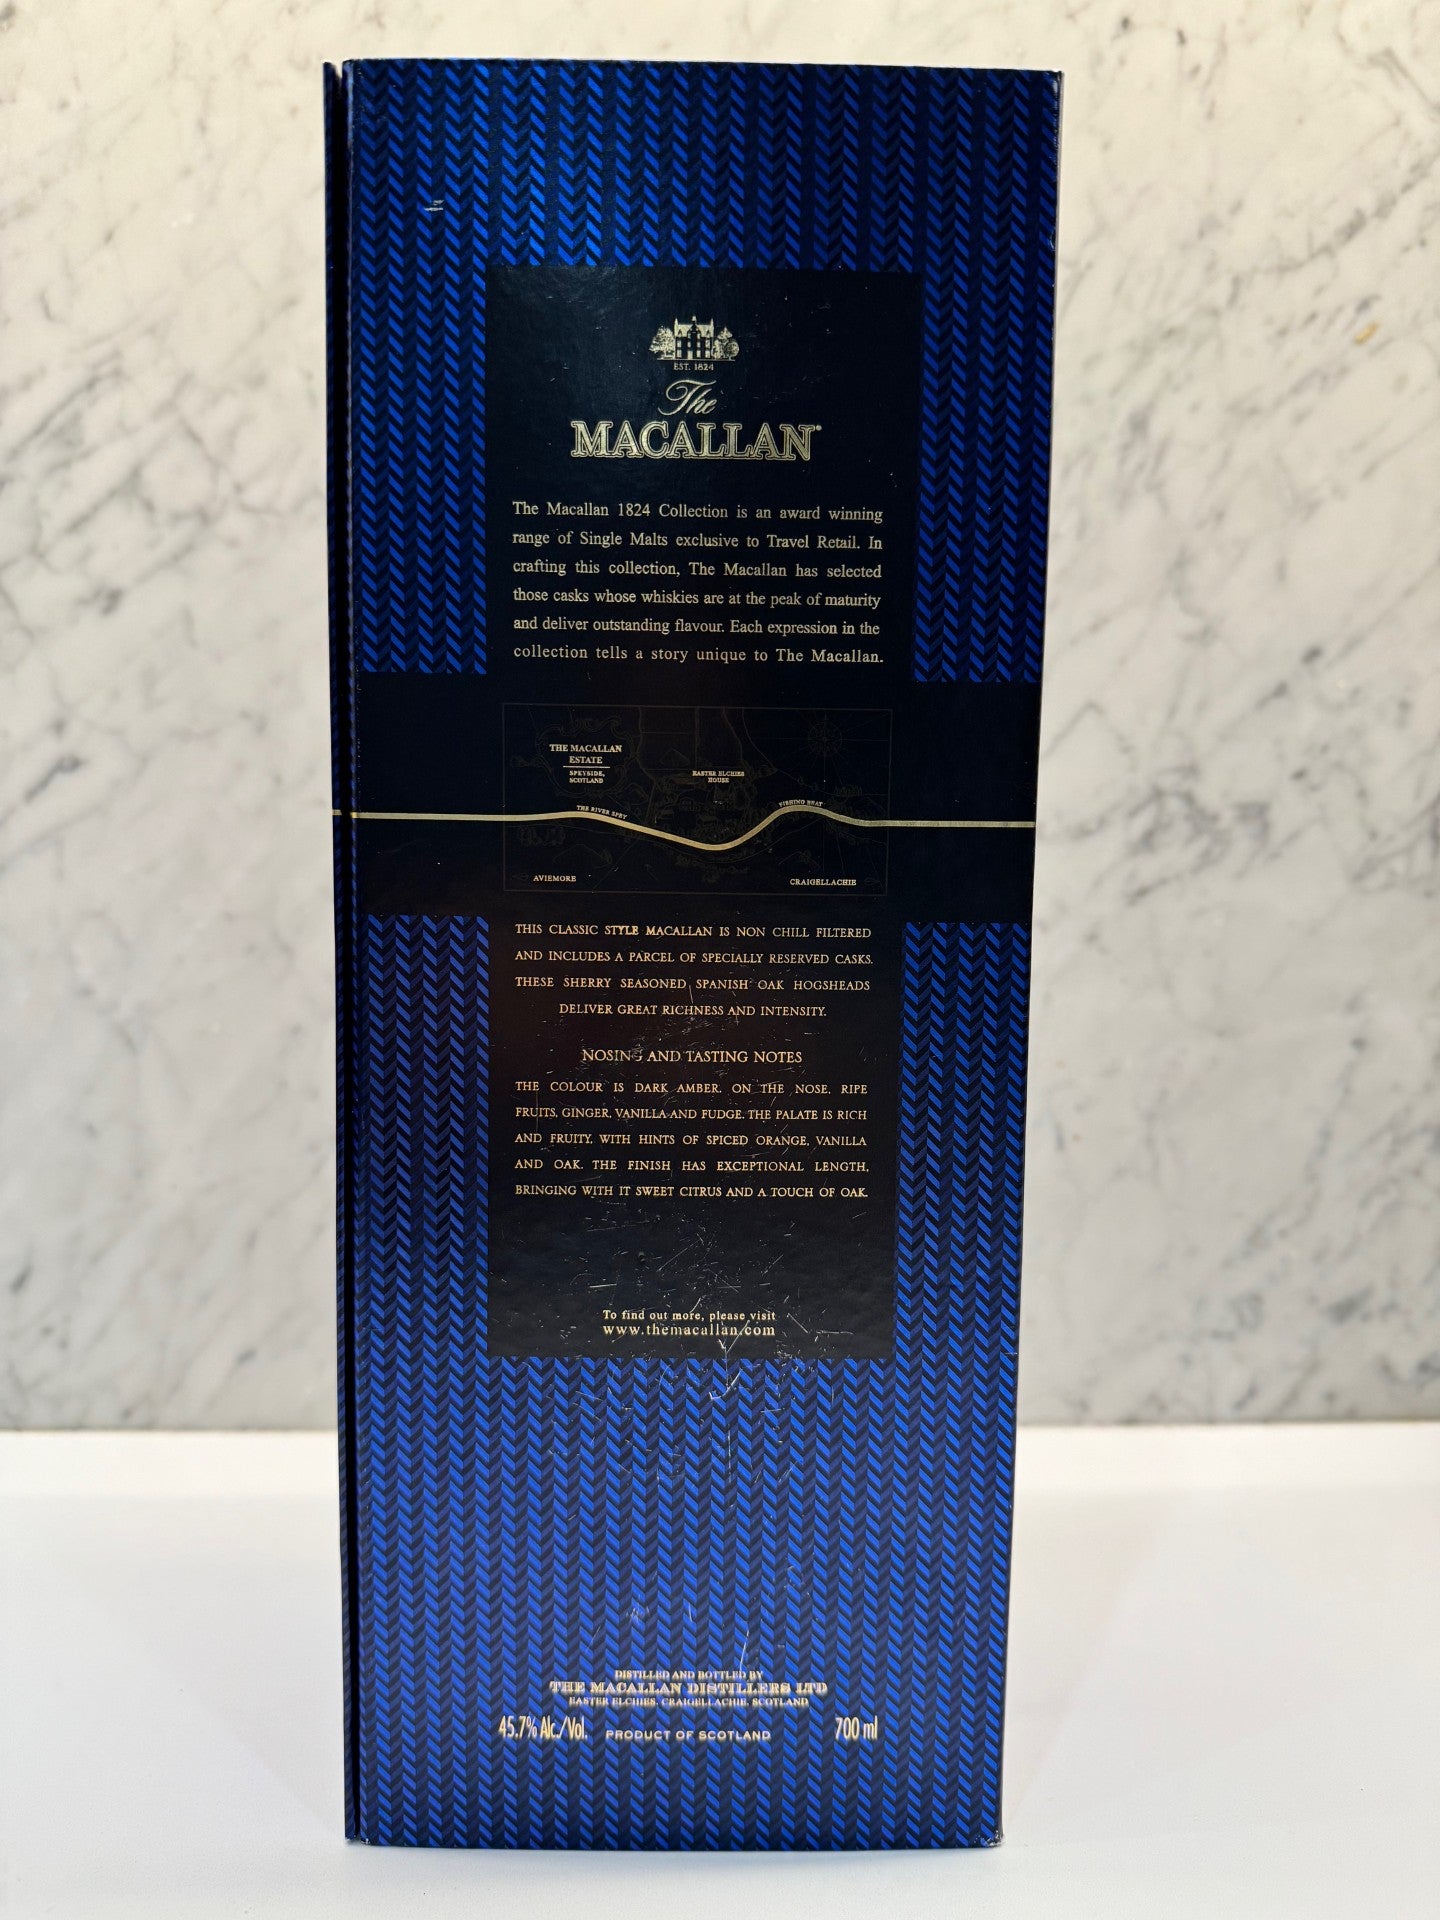 EST. 1824
The
MACALLAN®
The Macallan 1824 Collection is an award winning
range of Single Malts exclusive to Travel Retail. In
crafting this collection, The Macallan has selected
those casks whose whiskies are at the peak of maturity
and deliver outstanding flavour. Each expression in the
collection tells a story unique to The Macallan.
THE MACALLAN
ESTATE
SPEYSIDE,
SCOTLAND
EASTER ELCHIES
HOUSE
THE RIVER SPEY
FISHING BEAT
AVIEMORE
CRAIGELLACHIE
THIS CLASSIC STYLE MACALLAN IS NON CHILL FILTERED
AND INCLUDES A PARCEL OF SPECIALLY RESERVED CASKS.
THESE SHERRY SEASONED SPANISH OAK HOGSHEADS
DELIVER GREAT RICHNESS AND INTENSITY.
NOSING AND TASTING NOTES
THE COLOUR IS DARK AMBER. ON THE NOSE, RIPE
FRUITS, GINGER, VANILLA AND FUDGE. THE PALATE IS RICH
AND FRUITY, WITH HINTS OF SPICED ORANGE, VANILLA
AND OAK. THE FINISH HAS EXCEPTIONAL LENGTH,
BRINGING WITH IT SWEET CITRUS AND A TOUCH OF OAK.
To find out more, please visit
www.themacallan.com
DISTILLED AND BOTTLED BY
THE MACALLAN DISTILLERS LTD
EASTER ELCHIES, CRAIGELLACHIE, SCOTLAND
45.7% Alc./Vol. PRODUCT OF SCOTLAND 700 ml